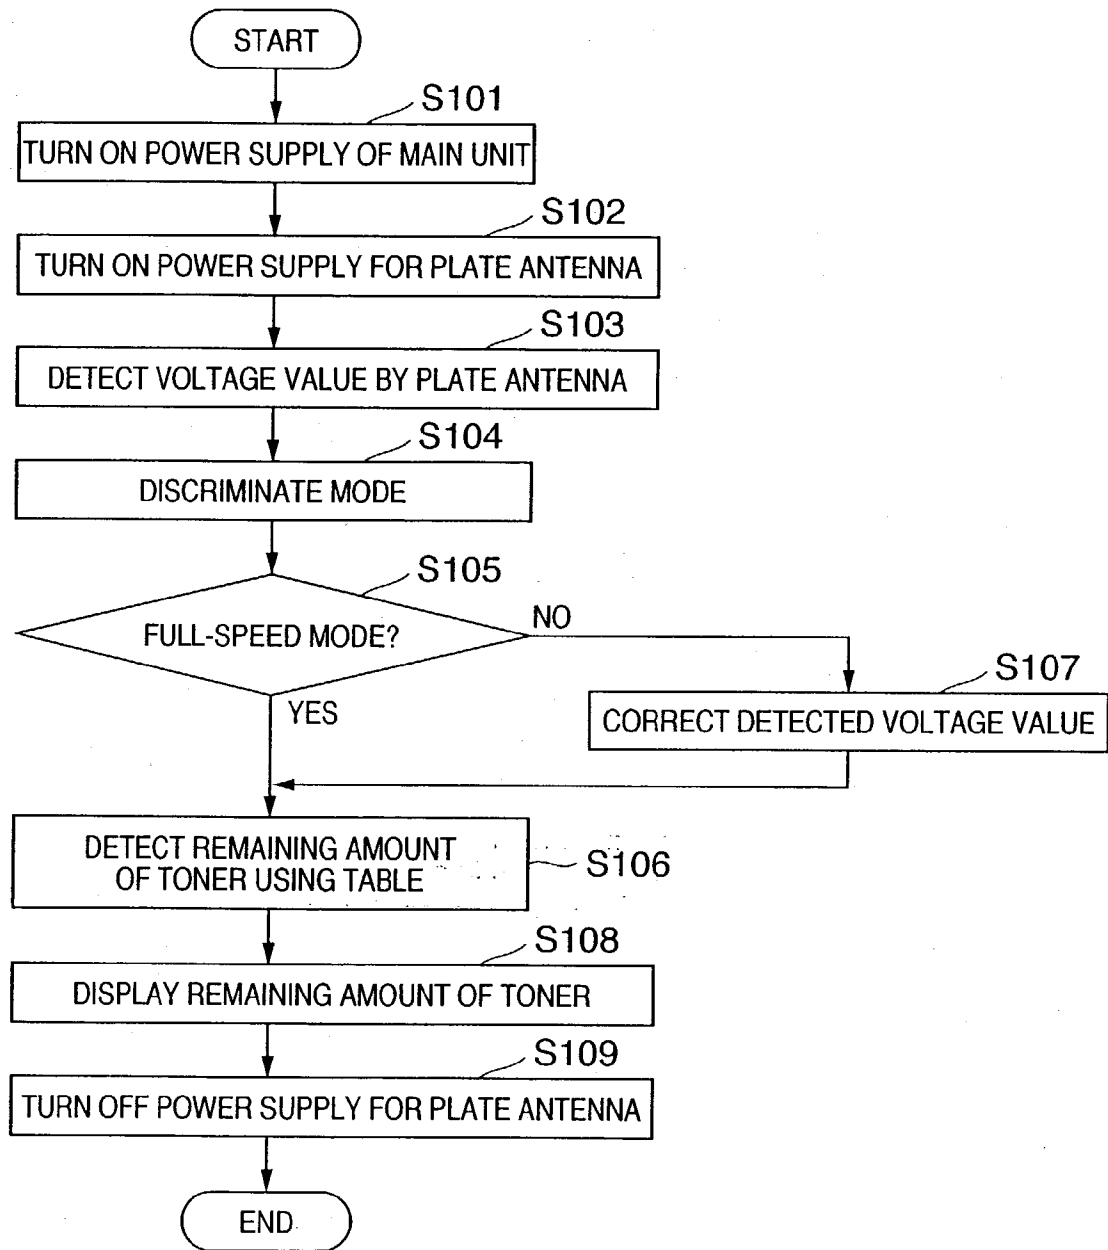 START
S101
TURN ON POWER SUPPLY OF MAIN UNIT
S102
TURN ON POWER SUPPLY FOR PLATE ANTENNA
S103
DETECT VOLTAGE VALUE BY PLATE ANTENNA
S104
DISCRIMINATE MODE
S105
FULL-SPEED MODE?
NO
YES
S107
CORRECT DETECTED VOLTAGE VALUE
DETECT REMAINING AMOUNT
OF TONER USING TABLE
S106
S108
DISPLAY REMAINING AMOUNT OF TONER
S109
TURN OFF POWER SUPPLY FOR PLATE ANTENNA
END